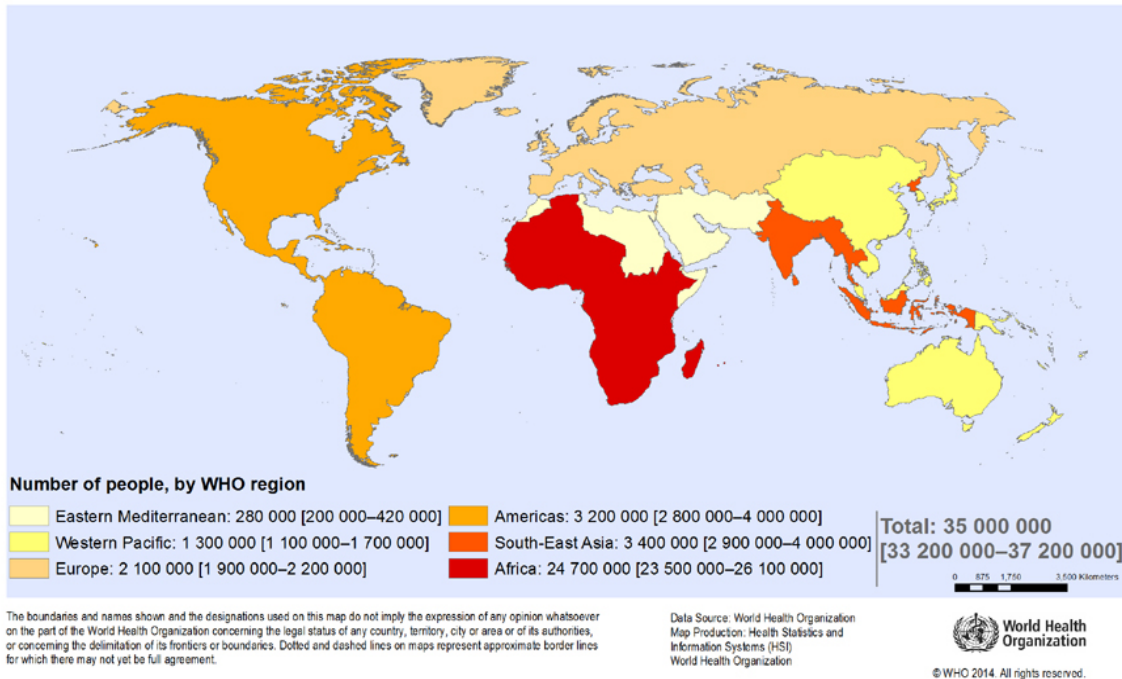 Number of people, by WHO region
Eastern Mediterranean: 280 000 [200 000–420 000]
Western Pacific: 1 300 000 [1 100 000–1 700 000]
Europe: 2 100 000 [1 900 000–2 200 000]
Americas: 3 200 000 [2 800 000–4 000 000]
South-East Asia: 3 400 000 [2 900 000–4 000 000]
Africa: 24 700 000 [23 500 000–26 100 000]
Total: 35 000 000
[33 200 000–37 200 000]
0 875 1,750 3,500 Kilometers
The boundaries and names shown and the designations used on this map do not imply the expression of any opinion whatsoever
on the part of the World Health Organization concerning the legal status of any country, territory, city or area or of its authorities,
or concerning the delimitation of its frontiers or boundaries. Dotted and dashed lines on maps represent approximate border lines
for which there may not yet be full agreement.
Data Source: World Health Organization
Map Production: Health Statistics and
Information Systems (HSI)
World Health Organization
World Health
Organization
© WHO 2014. All rights reserved.